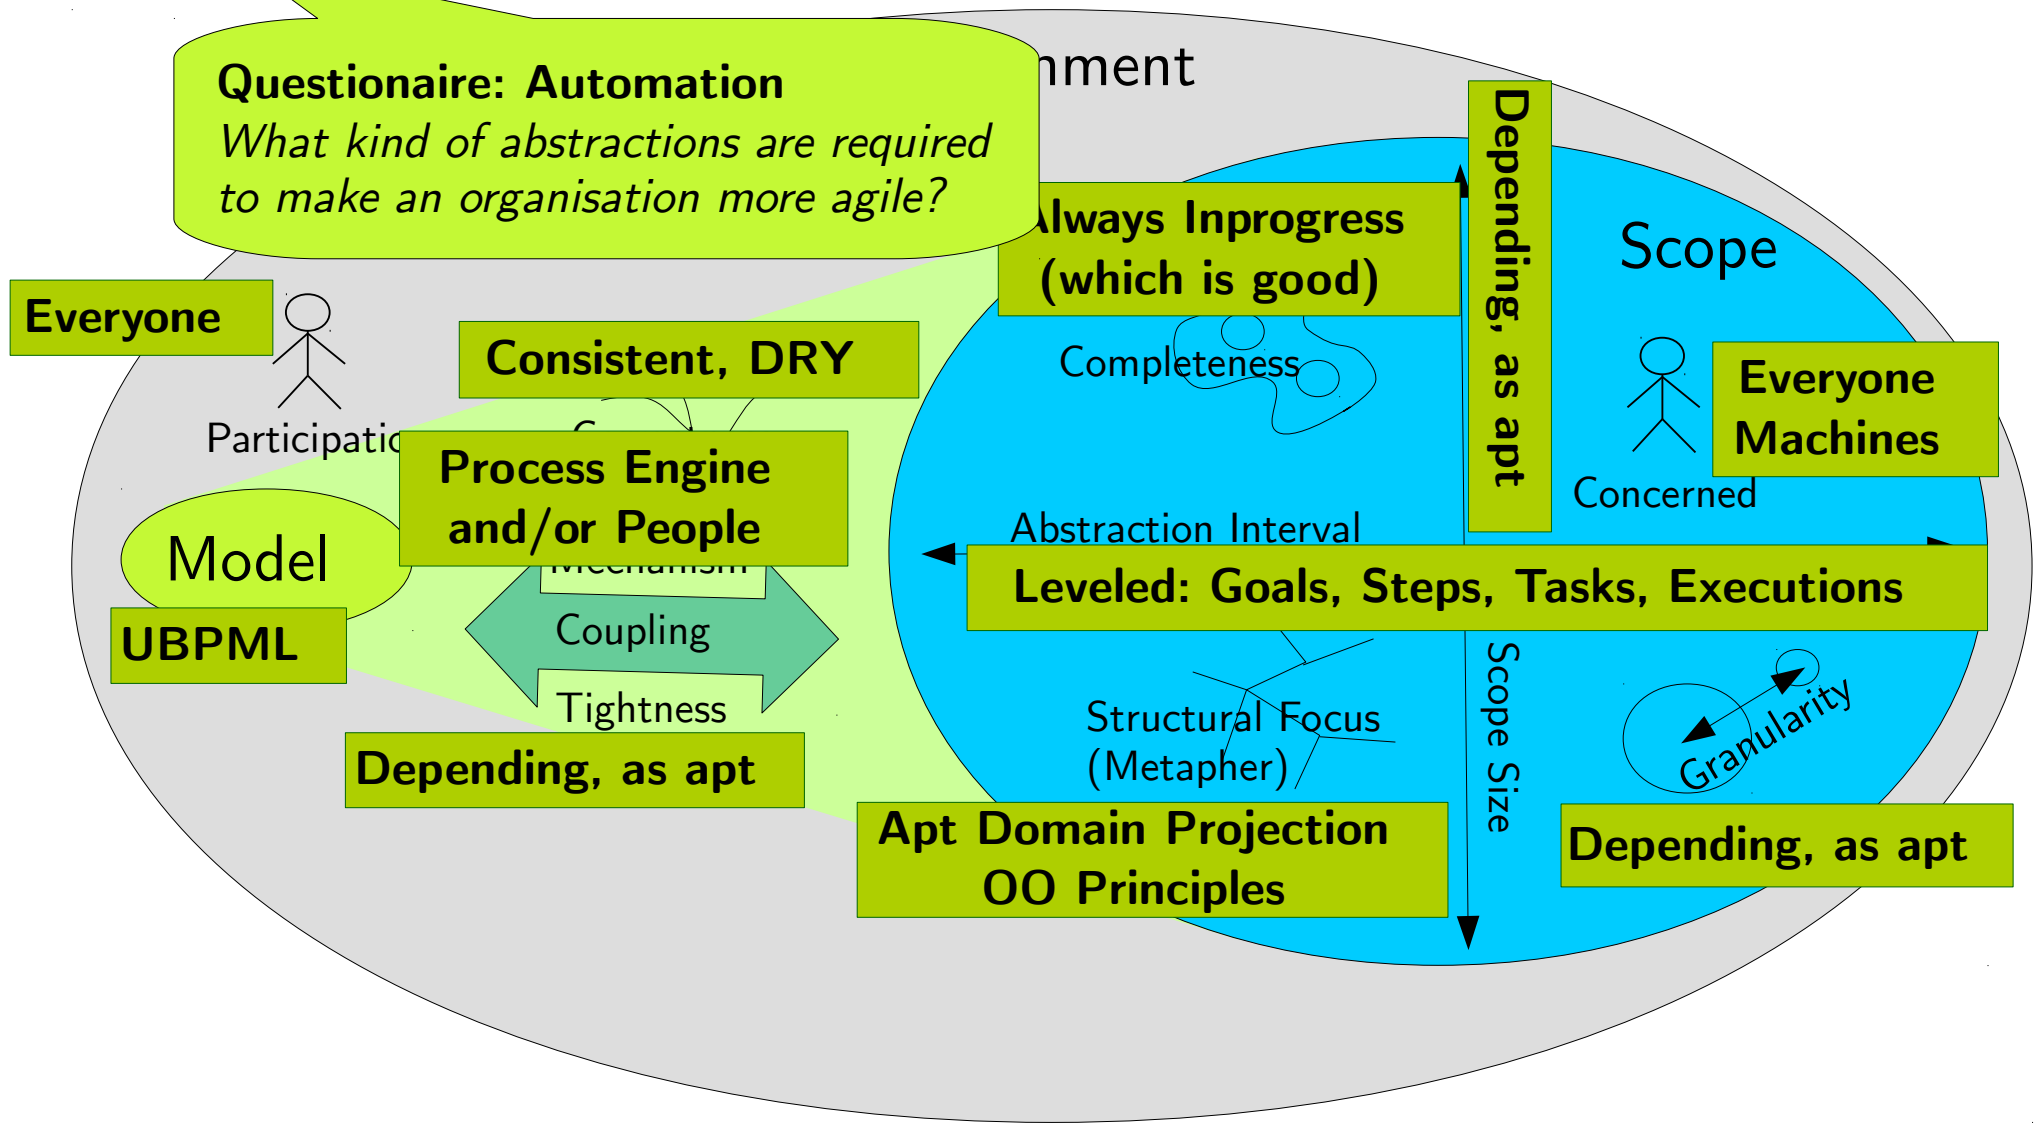 Questionaire: Automation
What kind of abstractions are required
to make an organisation more agile?
nment
Always Inprogress
(which is good)
Depending, as apt
Scope
Everyone
Consistent, DRY
Completeness
Everyone
Machines
Participatio
Process Engine
and/or People
Concerned
Model
Abstraction Interval
Mechanism
Leveled: Goals, Steps, Tasks, Executions
UBPML
Coupling
Tightness
Structural Focus
(Metapher)
Scope Size
Granularity
Depending, as apt
Apt Domain Projection
OO Principles
Depending, as apt